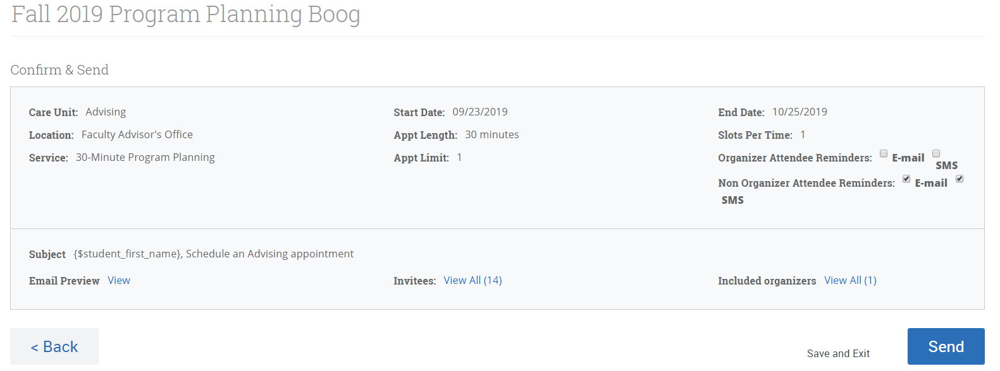 Fall 2019 Program Planning Boog
Confirm & Send
Care Unit: Advising
Start Date: 09/23/2019
End Date: 10/25/2019
Location: Faculty Advisor's Office
Appt Length: 30 minutes
Slots Per Time: 1
Service: 30-Minute Program Planning
Appt Limit: 1
Organizer Attendee Reminders: E-mail SMS
Non Organizer Attendee Reminders: E-mail
SMS
Subject {$student_first_name}, Schedule an Advising appointment
Email Preview View
Invitees: View All (14)
Included organizers View All (1)
< Back
Save and Exit
Send